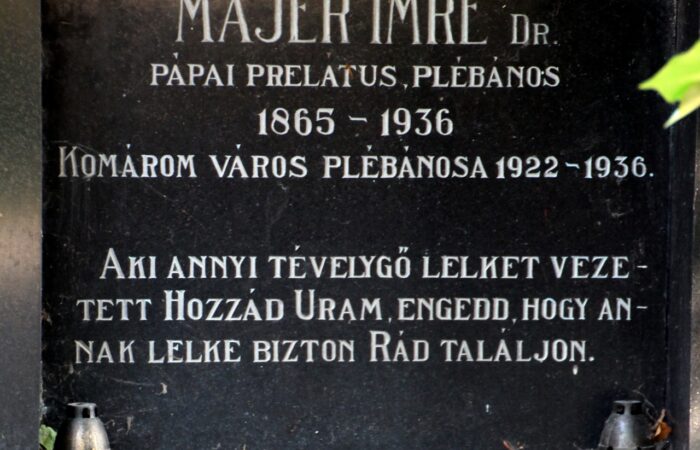 MAJER IMRE DR.
PÁPAI PRELÁTUS, PLÉBÁNOS
1865 - 1936
KOMÁROM VÁROS PLÉBÁNOSA 1922 - 1936.
AKI ANNYI TÉVELYGŐ LELKET VEZE-
TETT HOZZÁD URAM, ENGEDD, HOGY AN-
NAK LELKE BIZTON RÁD TALÁLJON.